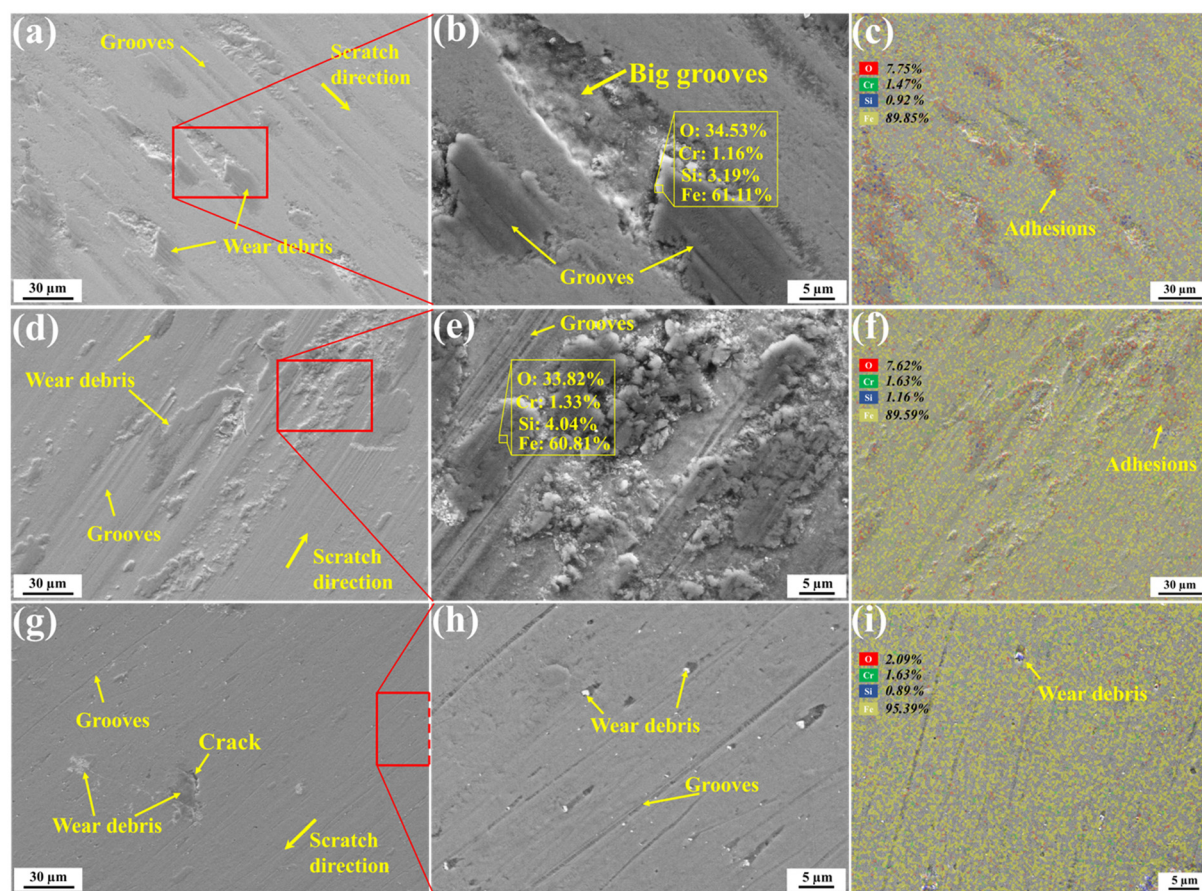 (a)
Grooves
Scratch
direction
Wear debris
30 μm
(b)
Big grooves
O: 34.53%
Cr: 1.16%
Si: 3.19%
Fe: 61.11%
Grooves
5 μm
(c)
O 7.75%
Cr 1.47%
Si 0.92%
Fe 89.85%
Adhesions
30 μm
(d)
Wear debris
Grooves
Scratch
direction
30 μm
(e)
Grooves
O: 33.82%
Cr: 1.33%
Si: 4.04%
Fe: 60.81%
5 μm
(f)
O 7.62%
Cr 1.63%
Si 1.16%
Fe 89.59%
Adhesions
30 μm
(g)
Grooves
Crack
Wear debris
Scratch
direction
30 μm
(h)
Wear debris
Grooves
5 μm
(i)
O 2.09%
Cr 1.63%
Si 0.89%
Fe 95.39%
Wear debris
5 μm